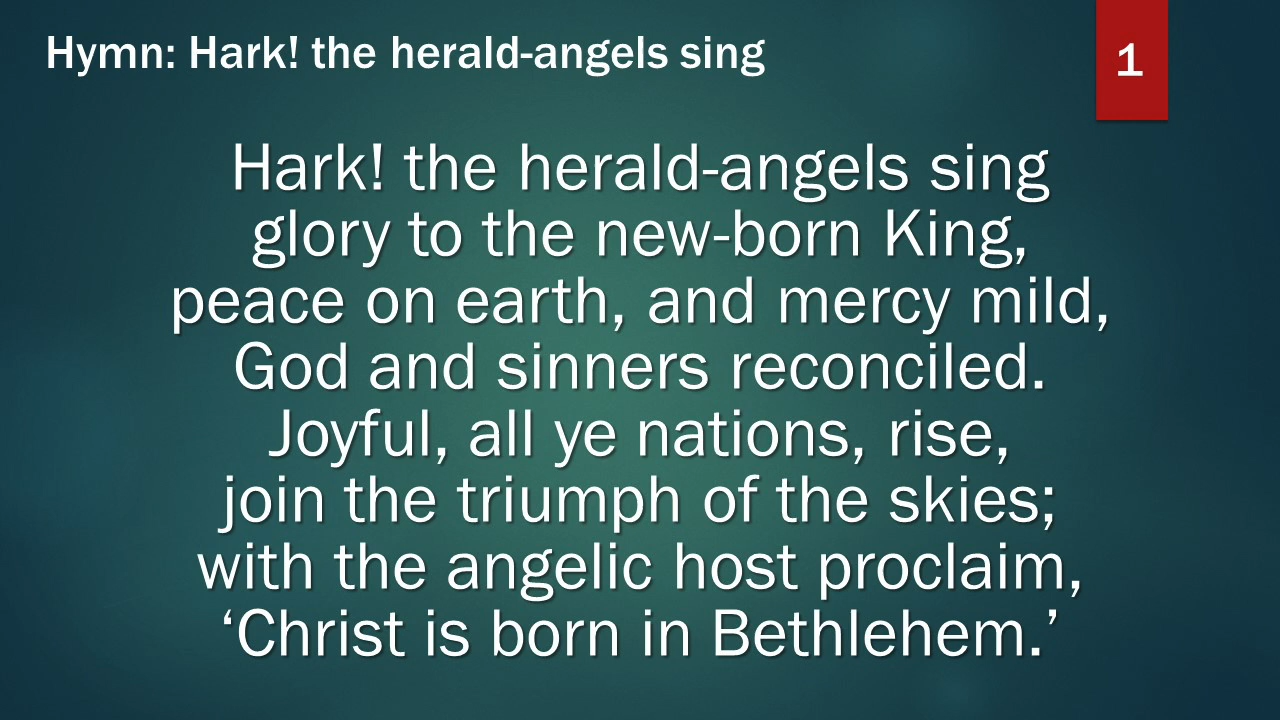 Hymn: Hark! the herald-angels sing
1
Hark! the herald-angels sing
glory to the new-born King,
peace on earth, and mercy mild,
God and sinners reconciled.
Joyful, all ye nations, rise,
join the triumph of the skies;
with the angelic host proclaim,
‘Christ is born in Bethlehem.’